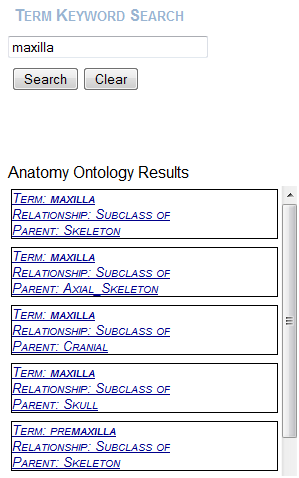 Term Keyword Search
maxilla
Search Clear
Anatomy Ontology Results
Term: maxilla
Relationship: Subclass of
Parent: Skeleton
Term: maxilla
Relationship: Subclass of
Parent: Axial_Skeleton
Term: maxilla
Relationship: Subclass of
Parent: Cranial
Term: maxilla
Relationship: Subclass of
Parent: Skull
Term: premaxilla
Relationship: Subclass of
Parent: Skeleton